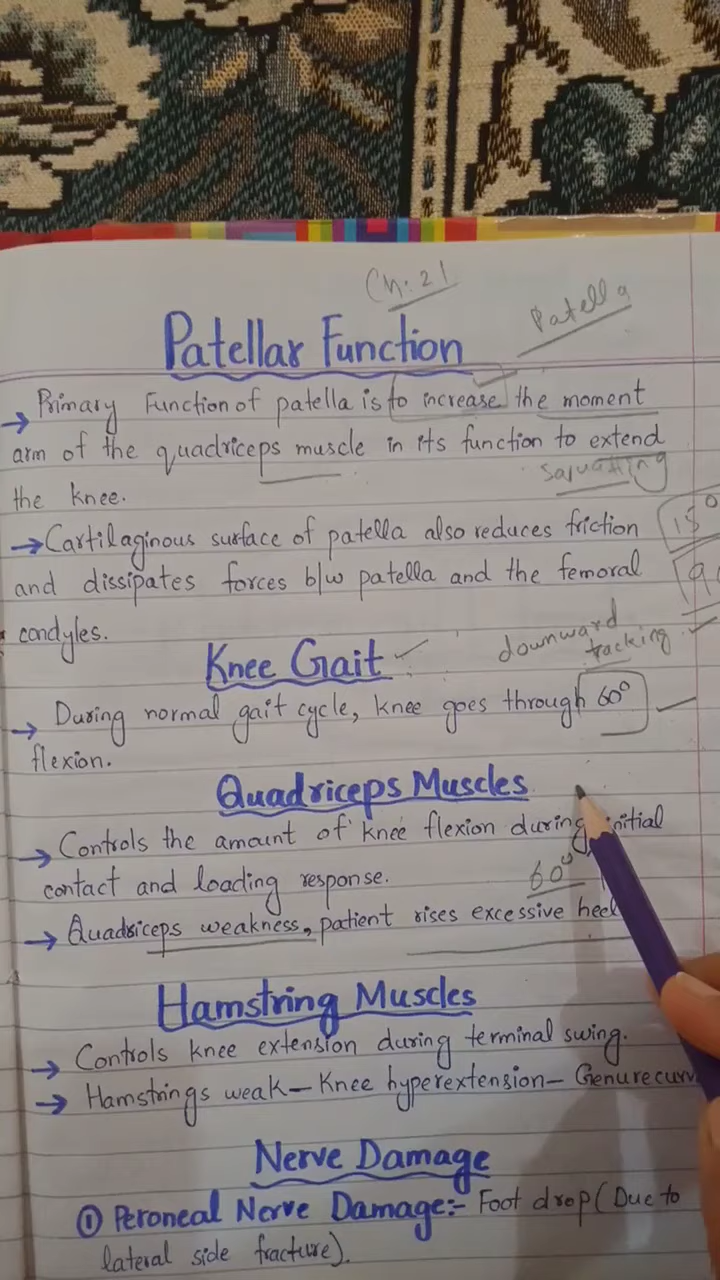 Ch. 21
Patella
Patellar Function
→ Primary Function of patella is to increase the moment
arm of the quadriceps muscle in its function to extend
the knee.
squatting
→ Cartilaginous surface of patella also reduces friction
15°
and dissipates forces b/w patella and the femoral
condyles.
downward
tracking
Knee Gait
→ During normal gait cycle, knee goes through 60°
flexion.
Quadriceps Muscles
→ Controls the amount of knee flexion during initial
contact and loading response.
60°
→ Quadriceps weakness, patient rises excessive heel
Hamstring Muscles
→ Controls knee extension during terminal swing.
→ Hamstrings weak – Knee hyperextension – Genurecurv
Nerve Damage
① Peroneal Nerve Damage:- Foot drop (Due to
lateral side fracture).